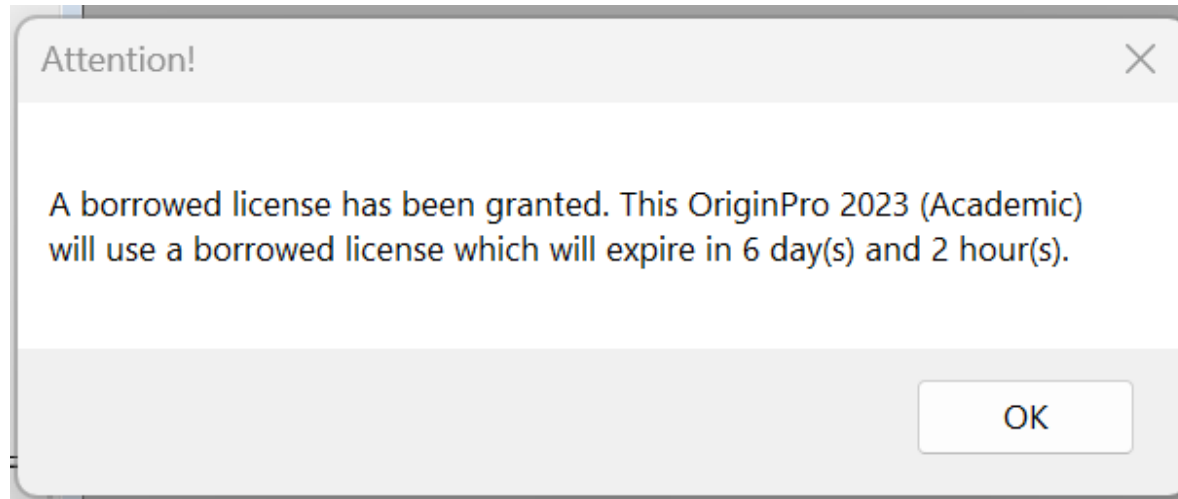 Attention!
A borrowed license has been granted. This OriginPro 2023 (Academic)
will use a borrowed license which will expire in 6 day(s) and 2 hour(s).
OK